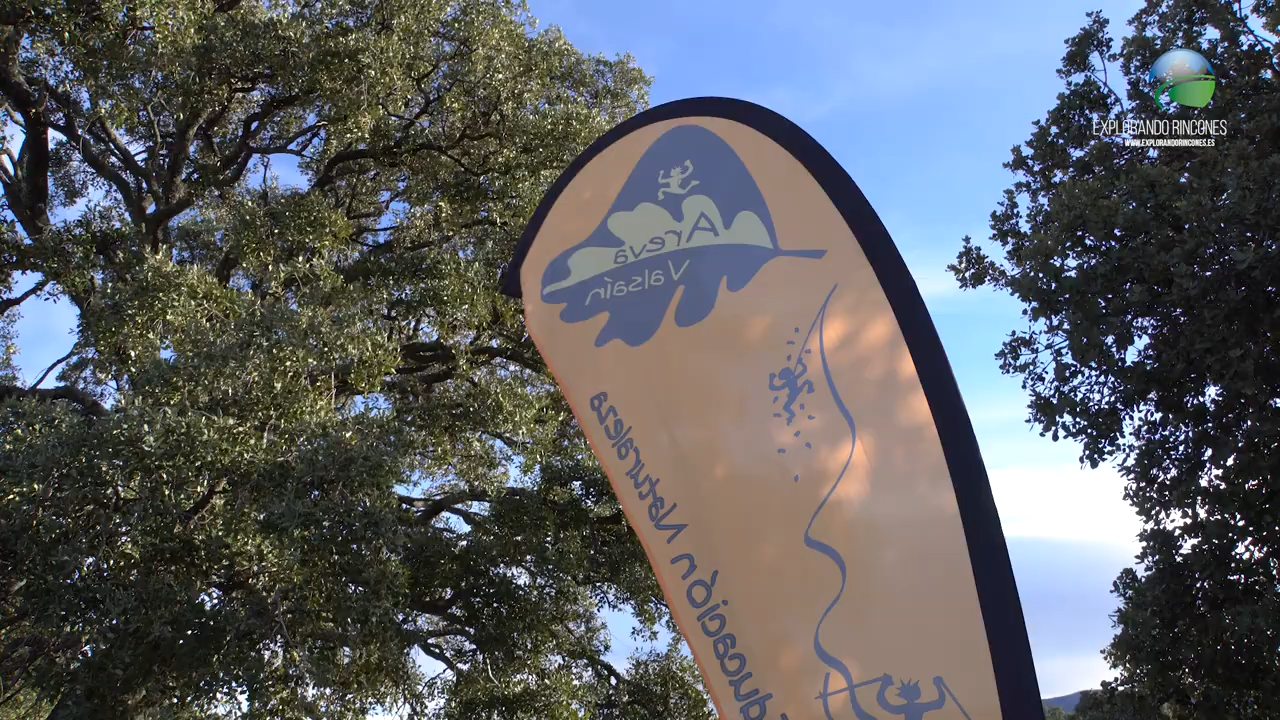 EXPLORANDO RINCONES
WWW.EXPLORANDORINCONES.ES
Areva
Valsaín
ducación Naturaleza